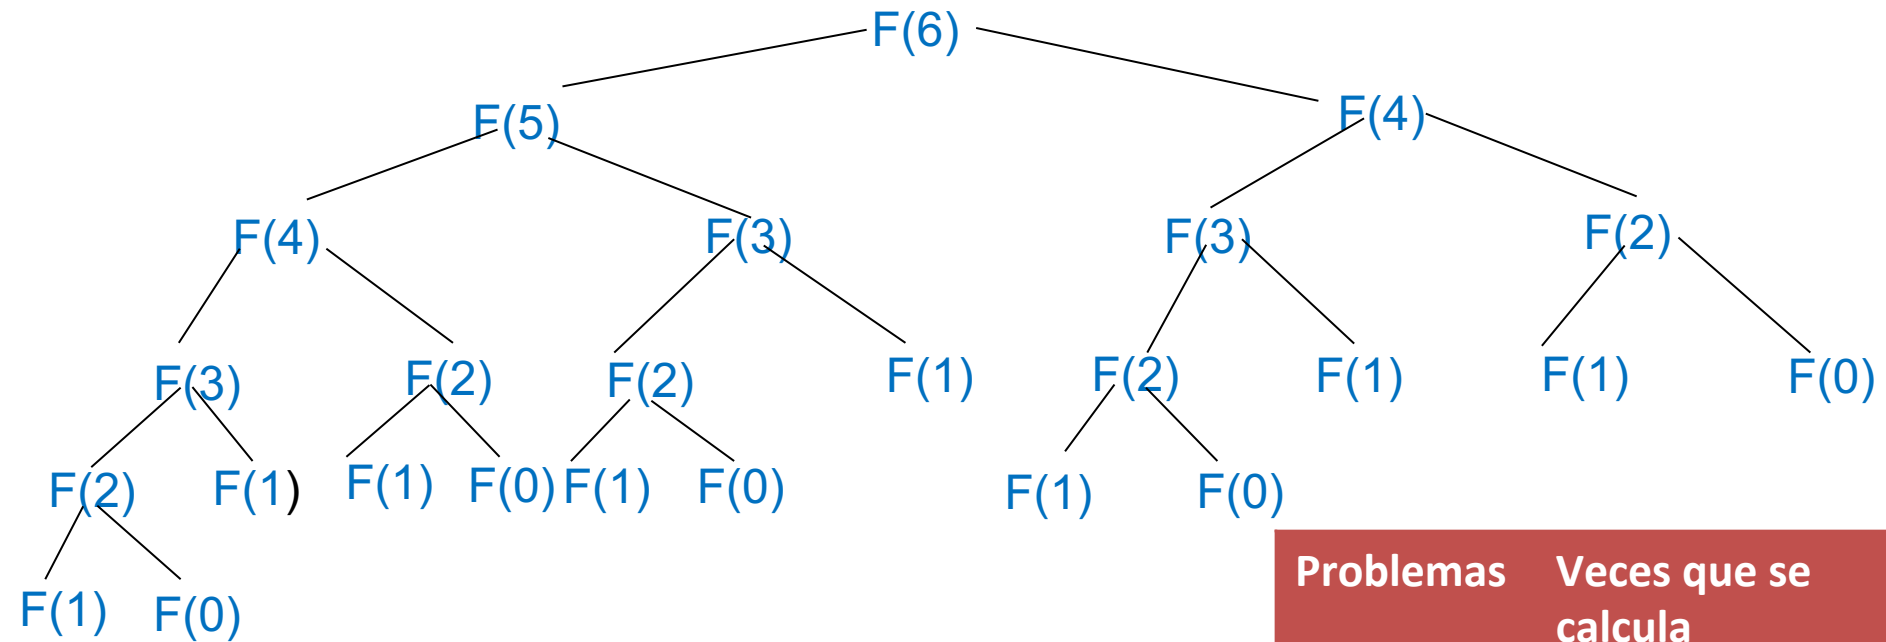 F(6)
F(5) F(4)
F(4) F(3) F(3) F(2)
F(3) F(2) F(2) F(1) F(2) F(1) F(1) F(0)
F(2) F(1) F(1) F(0) F(1) F(0) F(1) F(0)
F(1) F(0)
Problemas Veces que se
calcula